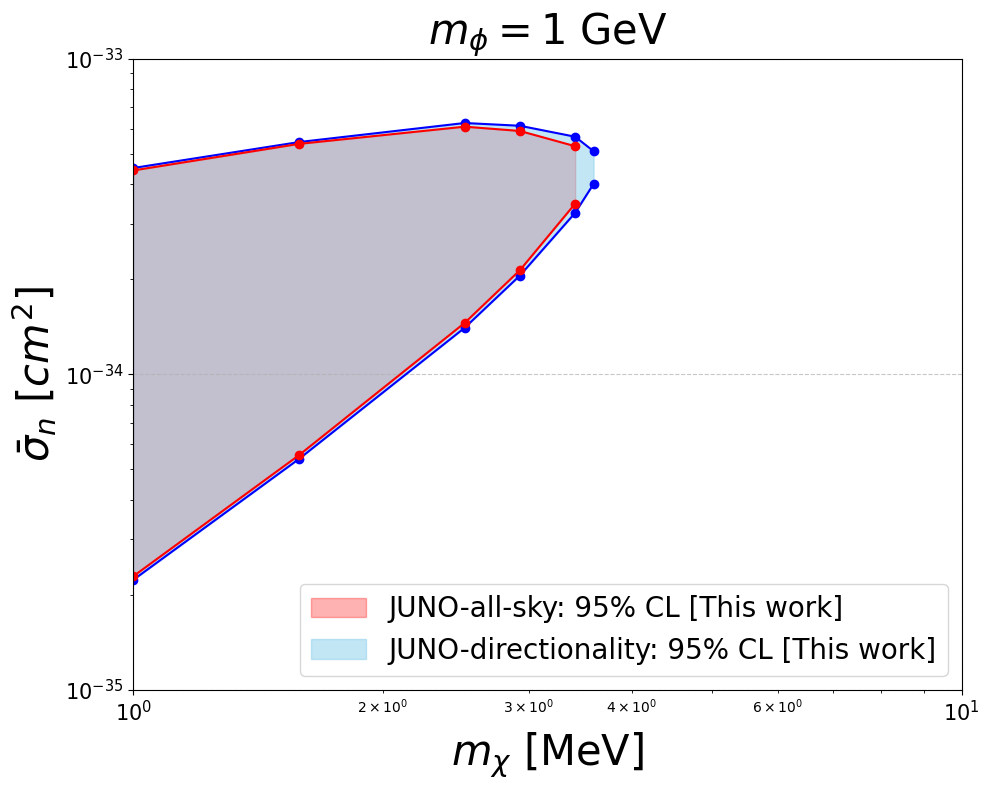 m_ϕ = 1 GeV
10^−33
10^−34
10^−35
σ̄_n [cm^2]
JUNO-all-sky: 95% CL [This work]
JUNO-directionality: 95% CL [This work]
10^0
2 × 10^0
3 × 10^0
4 × 10^0
6 × 10^0
10^1
m_χ [MeV]